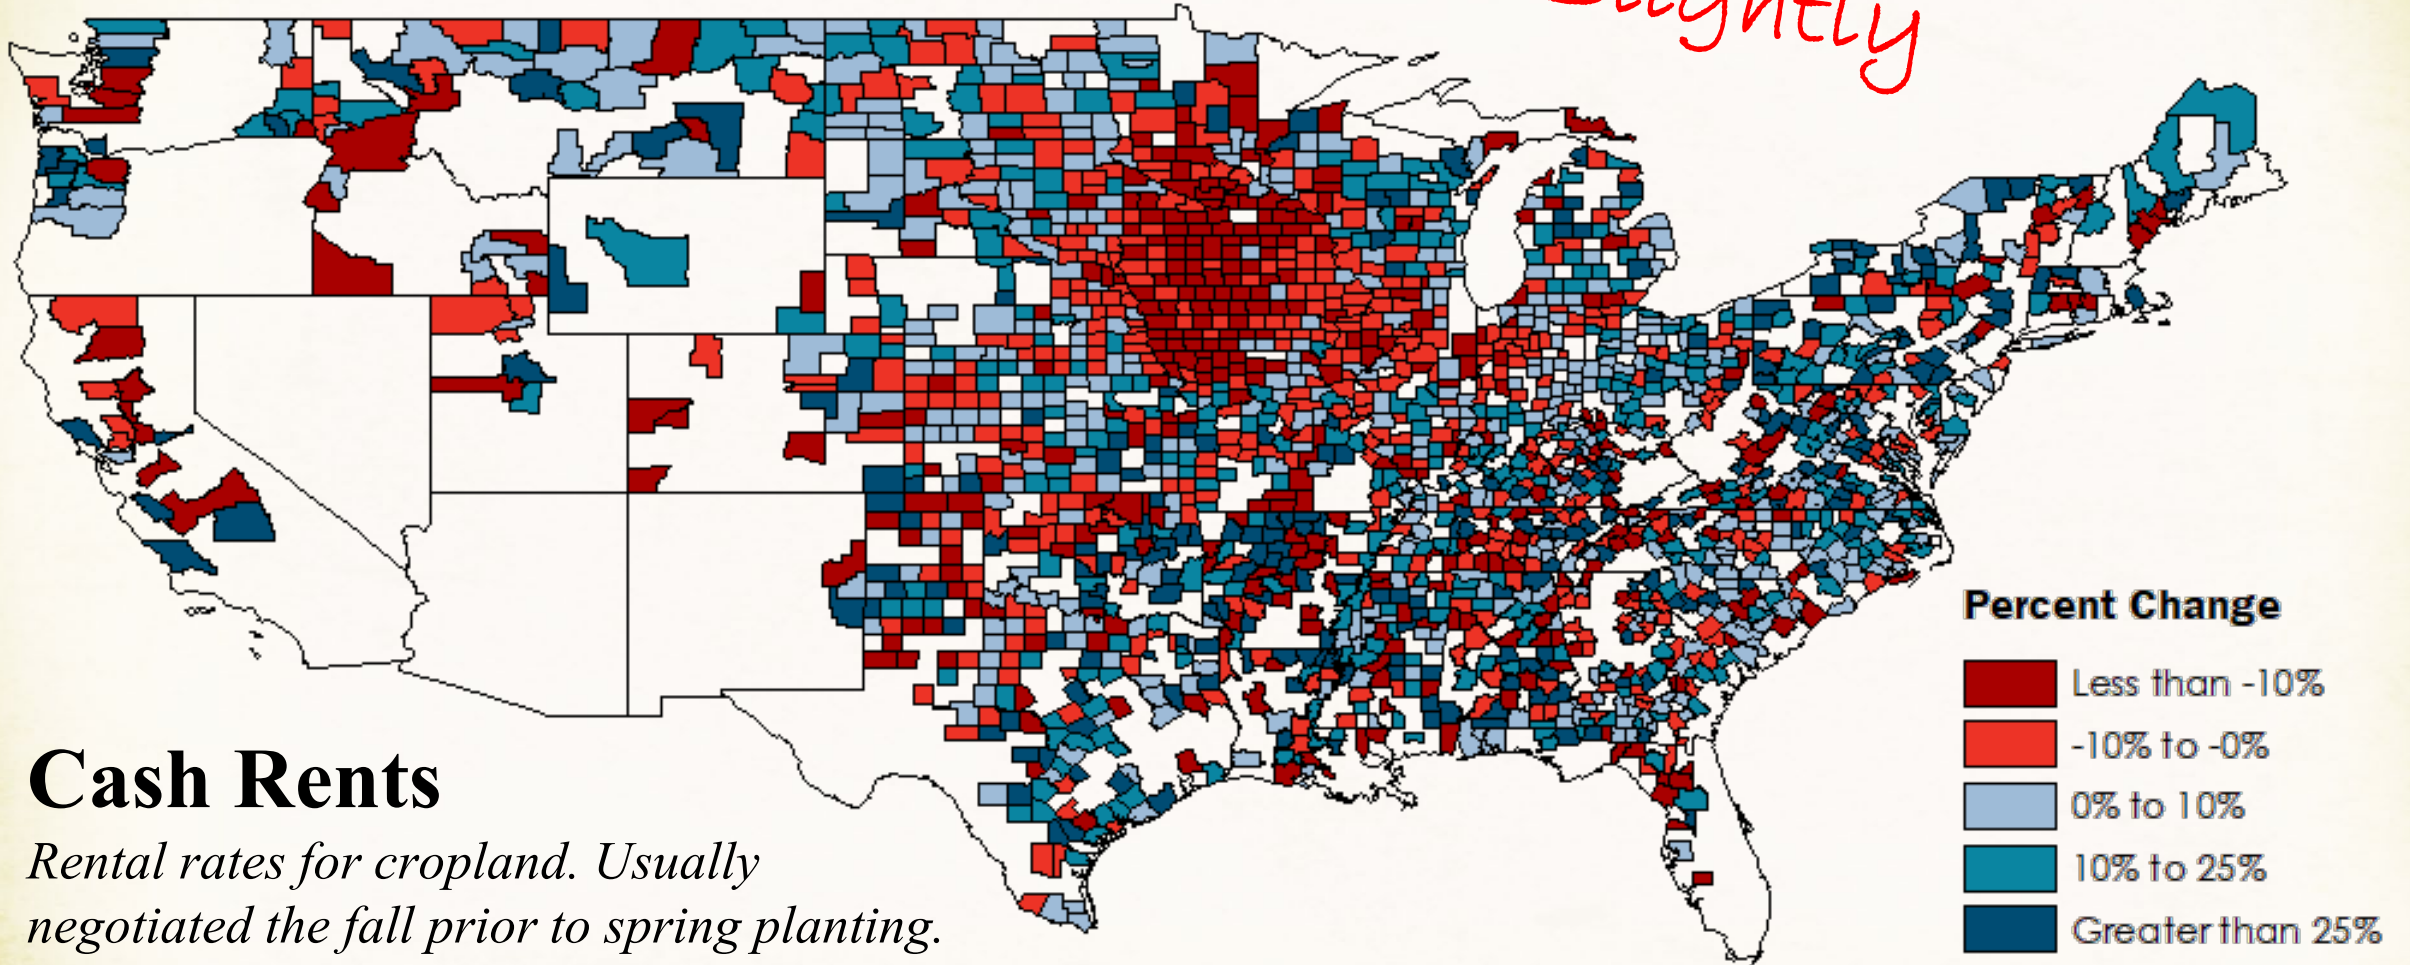 Slightly
Cash Rents
Rental rates for cropland. Usually
negotiated the fall prior to spring planting.
Percent Change
Less than -10%
-10% to -0%
0% to 10%
10% to 25%
Greater than 25%